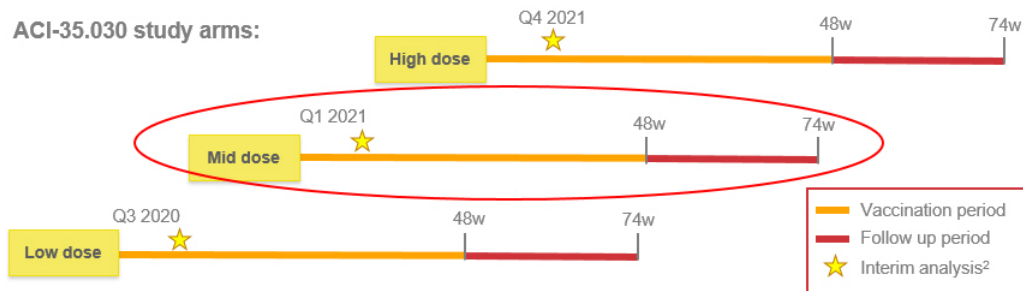 ACI-35.030 study arms:
Q4 2021
48w
74w
High dose
Q1 2021
48w
74w
Mid dose
Q3 2020
48w
74w
Low dose
Vaccination period
Follow up period
Interim analysis²